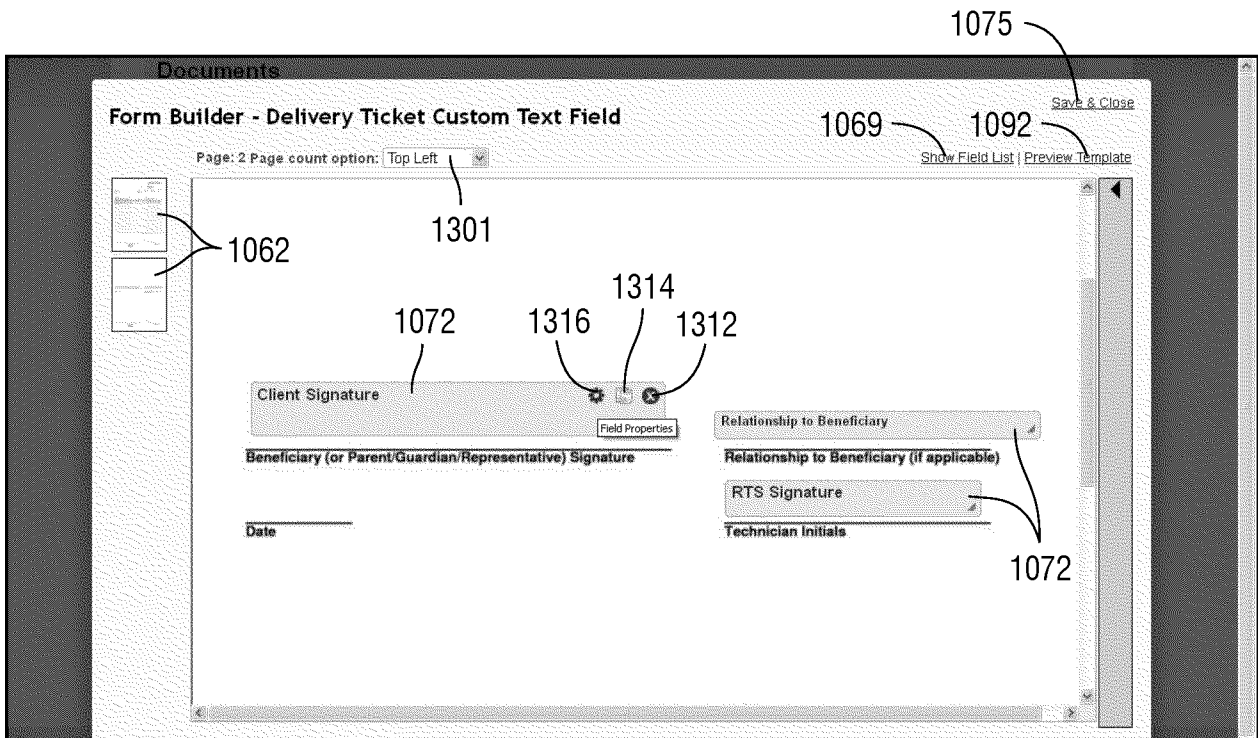 1075
Documents
Save & Close
Form Builder - Delivery Ticket Custom Text Field
1069 1092
Page: 2 Page count option: Top Left
Show Field List | Preview Template
1301
1062
1314
1072 1316 1312
Client Signature
Field Properties
Relationship to Beneficiary
Beneficiary (or Parent/Guardian/Representative) Signature
Relationship to Beneficiary (if applicable)
RTS Signature
Date
Technician Initials
1072